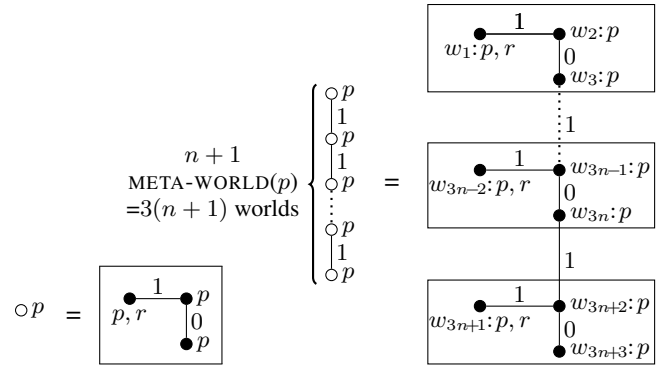 n + 1
META-WORLD(p)
=3(n + 1) worlds
p
1
p
1
p
p
1
p
=
1
w₁: p, r
w₂: p
0
w₃: p
1
1
w₃ₙ₋₂: p, r
w₃ₙ₋₁: p
0
w₃ₙ: p
1
1
w₃ₙ₊₁: p, r
w₃ₙ₊₂: p
0
w₃ₙ₊₃: p
p
=
1
p, r
p
0
p